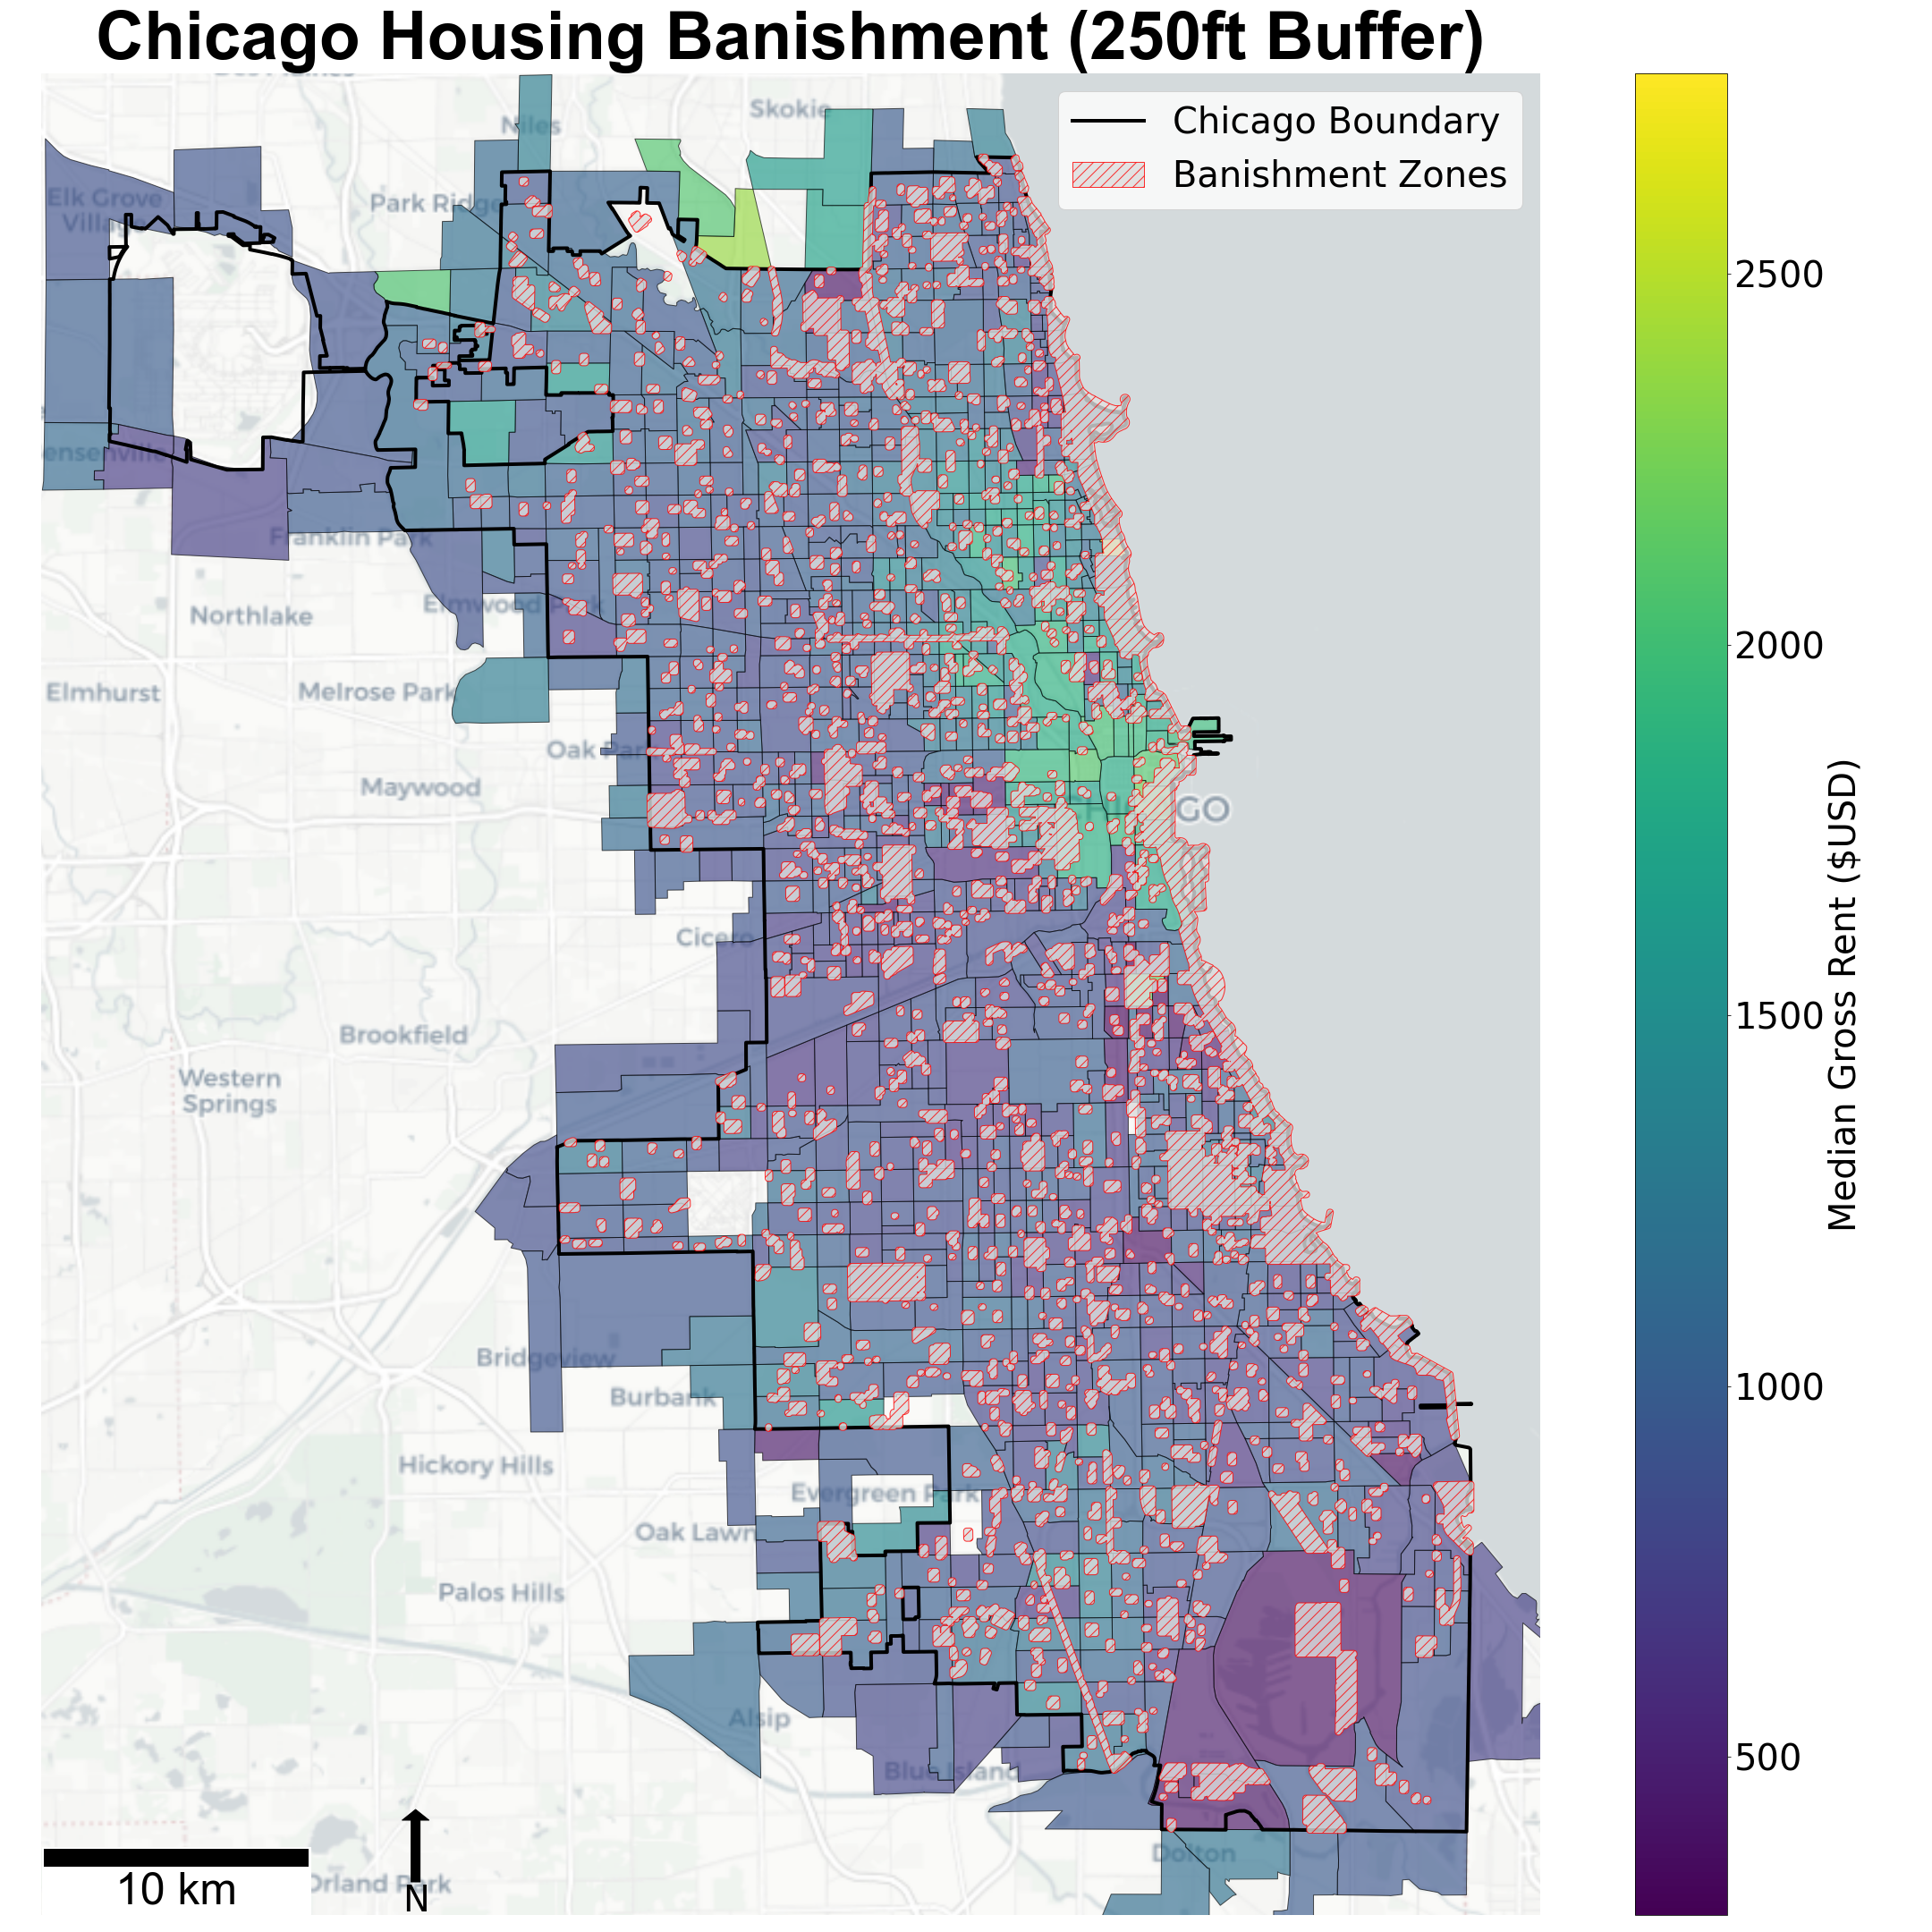 Chicago Housing Banishment (250ft Buffer)
Skokie
Chicago Boundary
Banishment Zones
Niles
Park Ridge
Elk Grove
Village
2500
ensenville
Franklin Park
Northlake
Elmwood Park
2000
Elmhurst
Melrose Park
Oak Park
Maywood
CHICAGO
Cicero
Median Gross Rent ($USD)
1500
Brookfield
Western
Springs
Bridgeview
1000
Burbank
Hickory Hills
Evergreen Park
Oak Lawn
Palos Hills
Alsip
Blue Island
500
Dolton
10 km
Orland Park
N